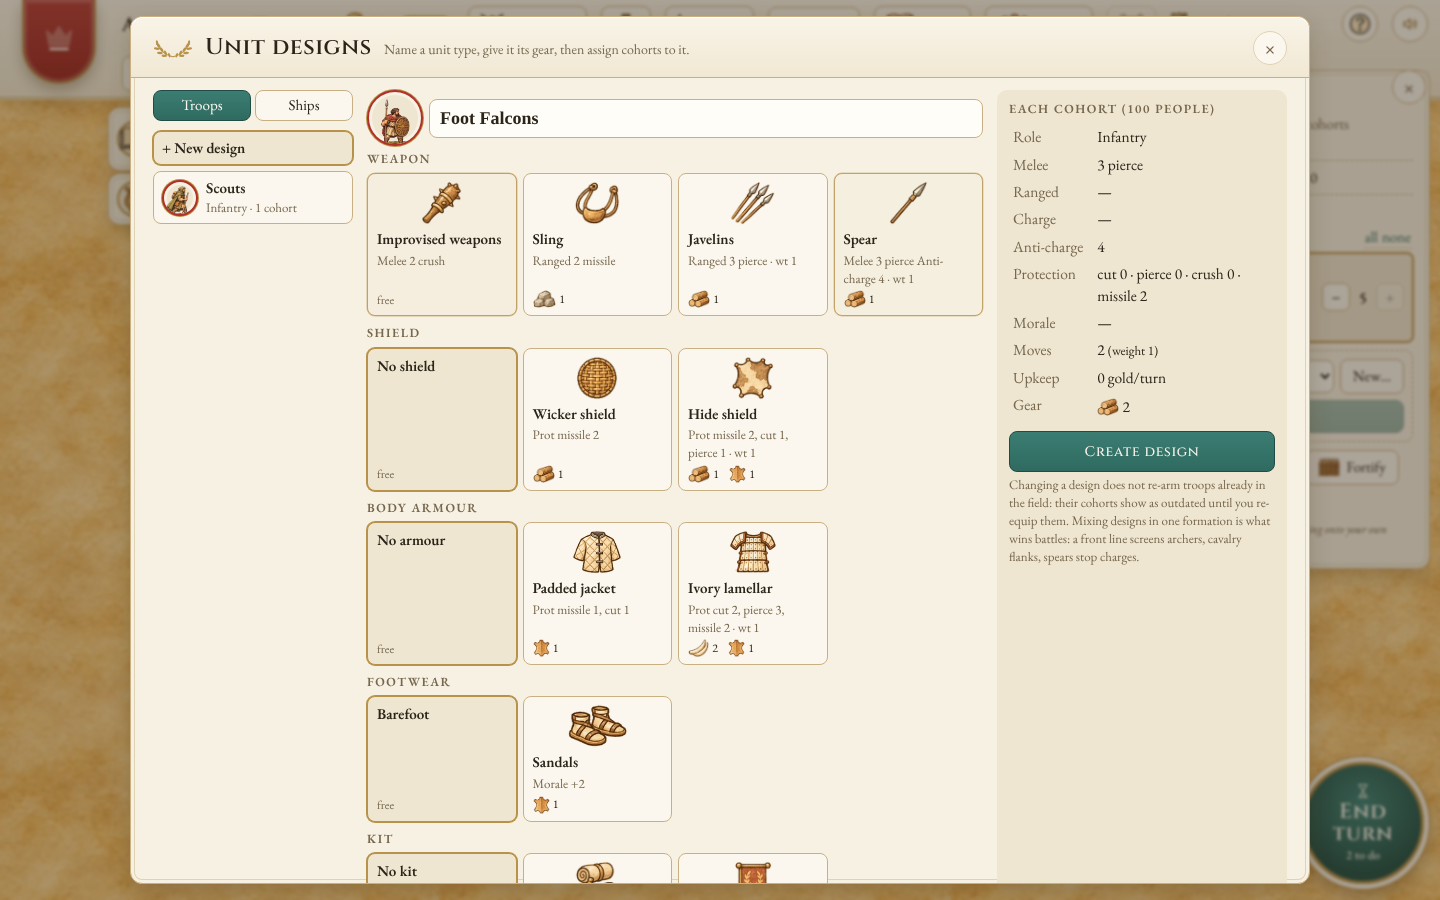 Unit designs
Name a unit type, give it its gear, then assign cohorts to it.
×
Troops
Ships
+ New design
Scouts
Infantry · 1 cohort
Foot Falcons
WEAPON
Improvised weapons
Melee 2 crush
free
Sling
Ranged 2 missile
1
Javelins
Ranged 3 pierce · wt 1
1
Spear
Melee 3 pierce Anti-
charge 4 · wt 1
1
SHIELD
No shield
free
Wicker shield
Prot missile 2
1
Hide shield
Prot missile 2, cut 1,
pierce 1 · wt 1
1 1
BODY ARMOUR
No armour
free
Padded jacket
Prot missile 1, cut 1
1
Ivory lamellar
Prot cut 2, pierce 3,
missile 2 · wt 1
2 1
FOOTWEAR
Barefoot
free
Sandals
Morale +2
1
KIT
No kit
EACH COHORT (100 PEOPLE)
Role Infantry
Melee 3 pierce
Ranged —
Charge —
Anti-charge 4
Protection cut 0 · pierce 0 · crush 0 ·
missile 2
Morale —
Moves 2 (weight 1)
Upkeep 0 gold/turn
Gear 2
Create design
Changing a design does not re-arm troops already in
the field: their cohorts show as outdated until you re-
equip them. Mixing designs in one formation is what
wins battles: a front line screens archers, cavalry
flanks, spears stop charges.
×
all none
− 5 +
New...
Fortify
End
turn
2 to do